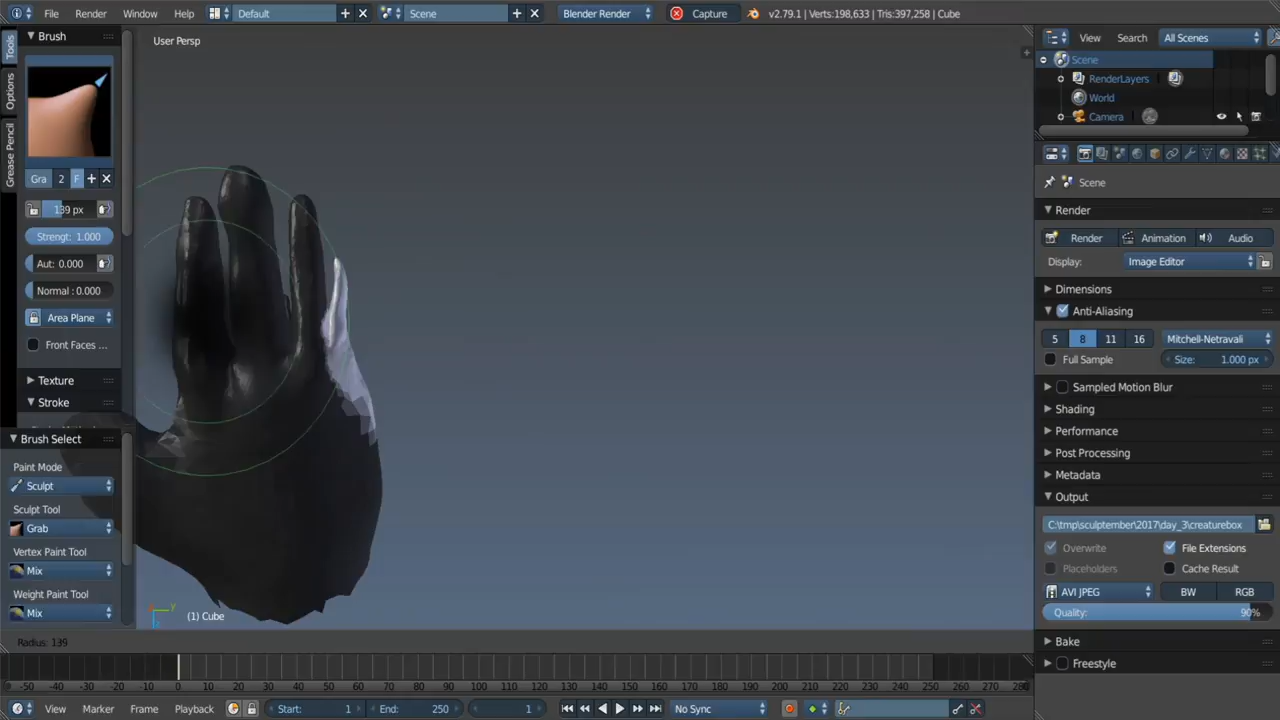 File Render Window Help Default Scene Blender Render Capture v2.79.1 | Verts:198,633 | Tris:397,258 | Cube
Tools
Options
Grease Pencil
Brush
Gra 2 F
139 px
Strengt: 1.000
Aut: 0.000
Normal : 0.000
Area Plane
Front Faces ...
Texture
Stroke
Brush Select
Paint Mode
Sculpt
Sculpt Tool
Grab
Vertex Paint Tool
Mix
Weight Paint Tool
Mix
User Persp
(1) Cube
Radius: 139
View Search All Scenes
Scene
RenderLayers
World
Camera
Scene
Render
Render Animation Audio
Display: Image Editor
Dimensions
Anti-Aliasing
5 8 11 16 Mitchell-Netravali
Full Sample Size: 1.000 px
Sampled Motion Blur
Shading
Performance
Post Processing
Metadata
Output
C:\tmp\sculptember\2017\day_3\creaturebox
Overwrite File Extensions
Placeholders Cache Result
AVI JPEG BW RGB
Quality: 90%
Bake
Freestyle
-50 -40 -30 -20 -10 0 10 20 30 40 50 60 70 80 90 100 110 120 130 140 150 160 170 180 190 200 210 220 230 240 250 260 270 280
View Marker Frame Playback Start: 1 End: 250 1 No Sync